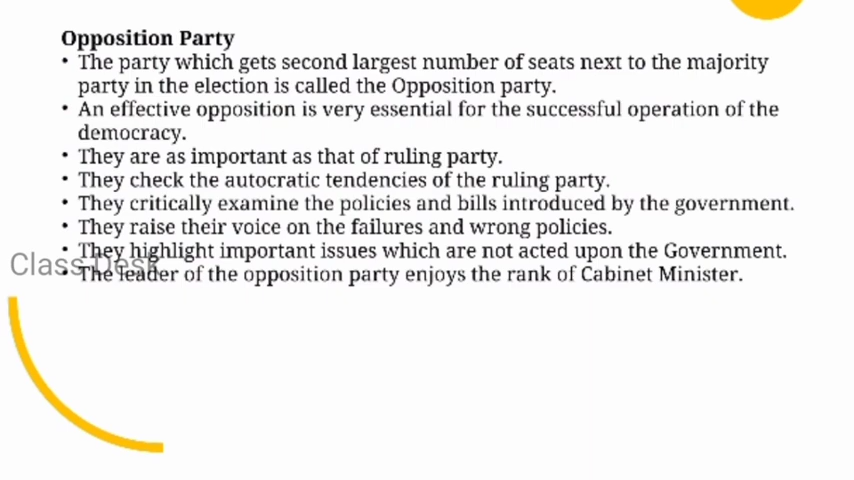 Opposition Party
• The party which gets second largest number of seats next to the majority
party in the election is called the Opposition party.
• An effective opposition is very essential for the successful operation of the
democracy.
• They are as important as that of ruling party.
• They check the autocratic tendencies of the ruling party.
• They critically examine the policies and bills introduced by the government.
• They raise their voice on the failures and wrong policies.
• They highlight important issues which are not acted upon the Government.
Class Desk
• The leader of the opposition party enjoys the rank of Cabinet Minister.